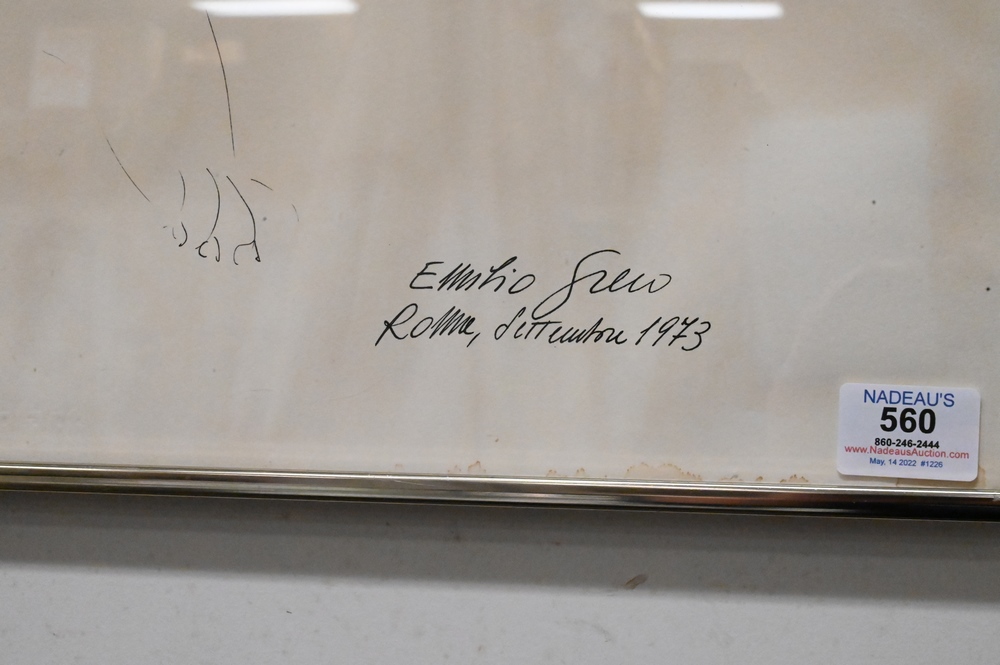 Emilio Greco
Roma, Settembre 1973
NADEAU'S
560
860-246-2444
www.NadeausAuction.com
May, 14 2022 #1226